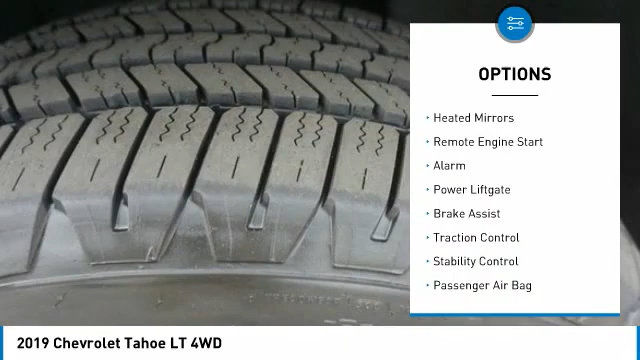 OPTIONS
• Heated Mirrors
• Remote Engine Start
• Alarm
• Power Liftgate
• Brake Assist
• Traction Control
• Stability Control
• Passenger Air Bag
2019 Chevrolet Tahoe LT 4WD